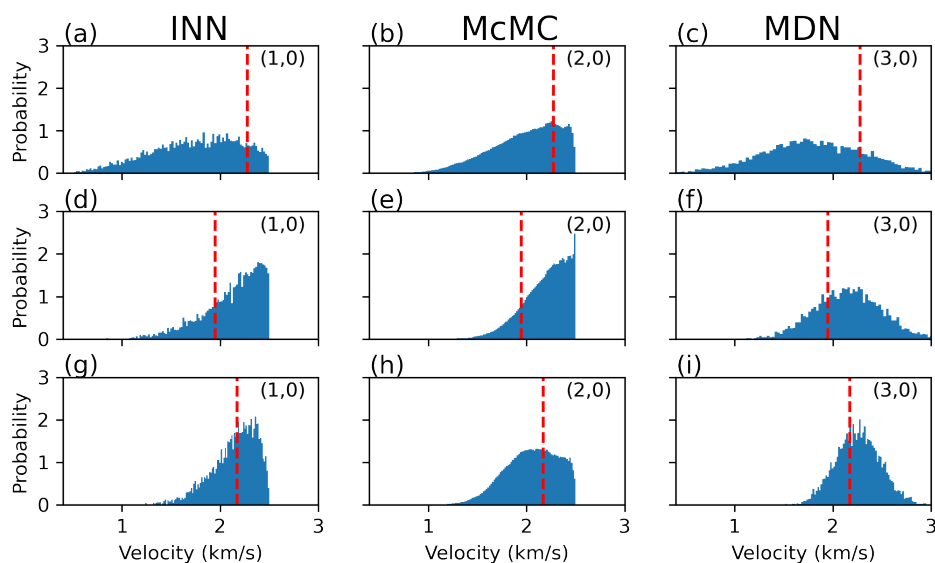 INN McMC MDN
(a) (b) (c)
(1,0) (2,0) (3,0)
3
2
1
0
Probability
1 2 3 1 2 3 1 2 3
(d) (e) (f)
(1,0) (2,0) (3,0)
3
2
1
0
(g) (h) (i)
(1,0) (2,0) (3,0)
3
2
1
0
Probability
Velocity (km/s) Velocity (km/s) Velocity (km/s)